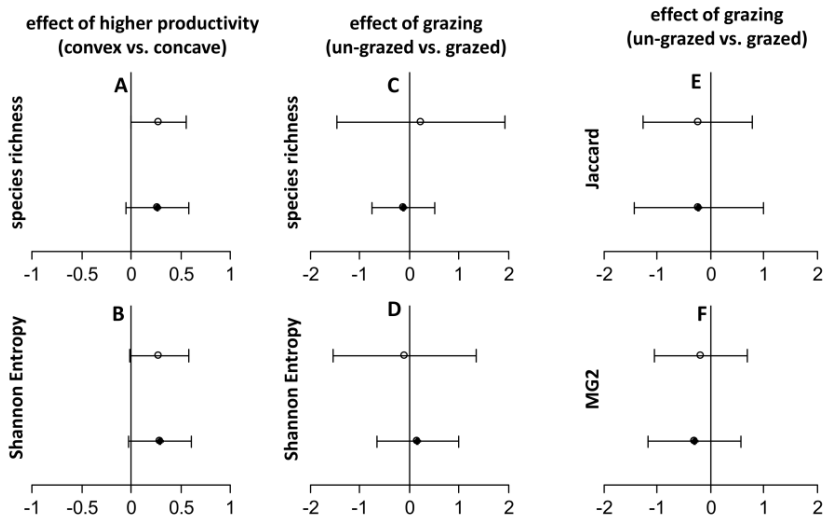 effect of higher productivity
(convex vs. concave)
effect of grazing
(un-grazed vs. grazed)
effect of grazing
(un-grazed vs. grazed)
A
species richness
-1 -0.5 0 0.5 1
C
species richness
-2 -1 0 1 2
E
Jaccard
-2 -1 0 1 2
B
Shannon Entropy
-1 -0.5 0 0.5 1
D
Shannon Entropy
-2 -1 0 1 2
F
MG2
-2 -1 0 1 2